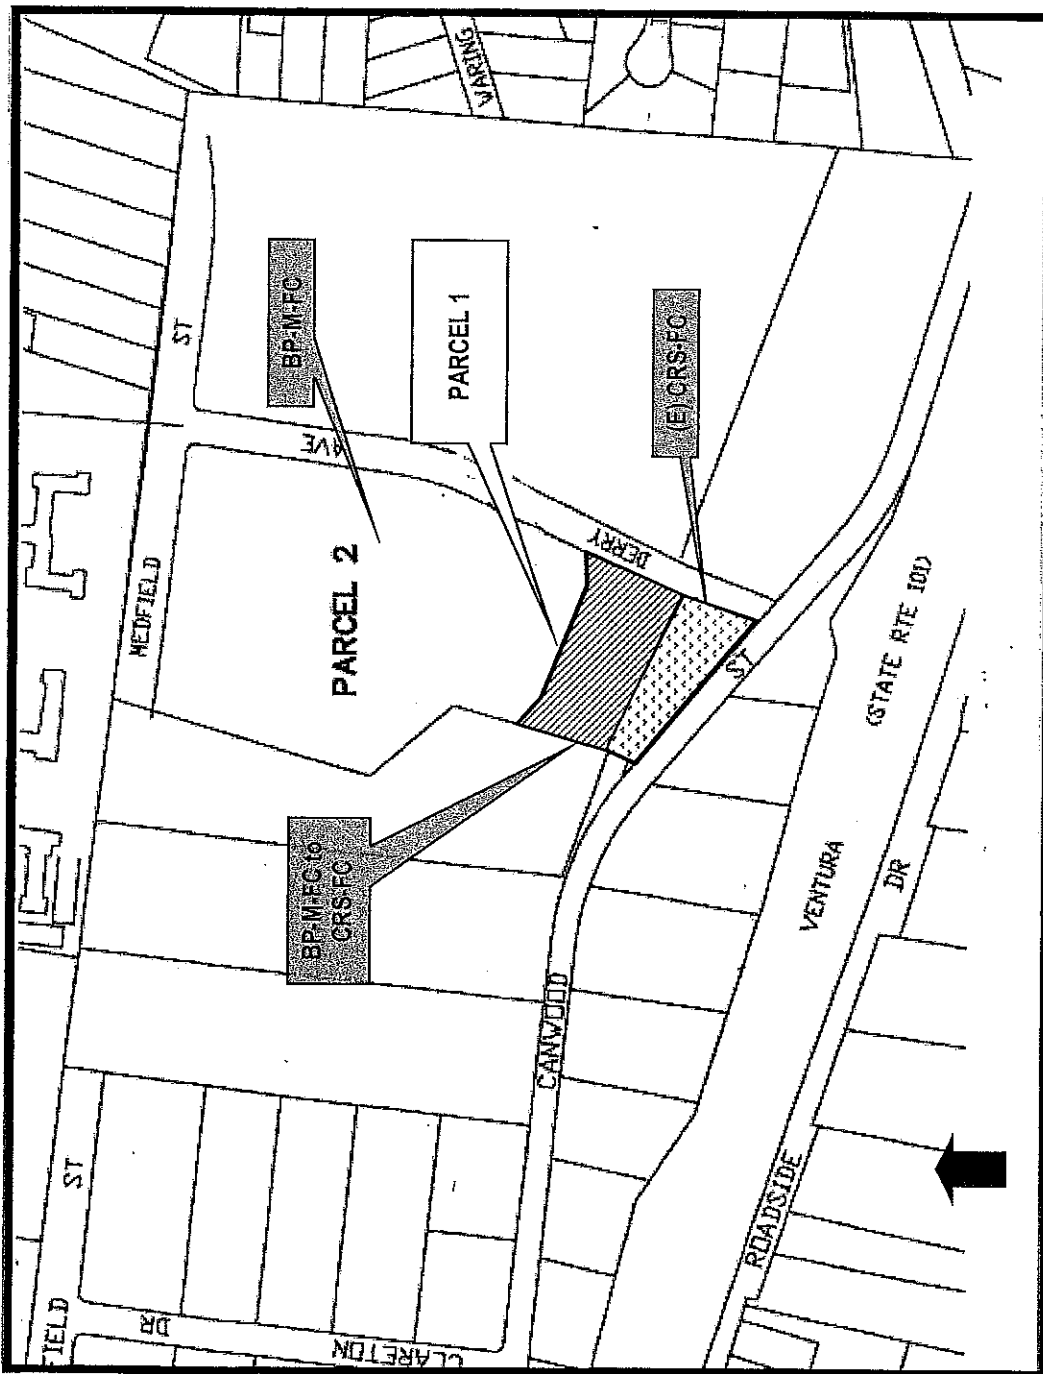 WARING
ST
BP-M-FC
PARCEL 1
(E) CRS-FC
AVE
MEDFIELD
PARCEL 2
DERRY
ST
(STATE RTE 101)
BP-M-FC to
CRS-FC
VENTURA
DR
CANWOOD
ST
ROADSIDE
FIELD
DR
CLARETON